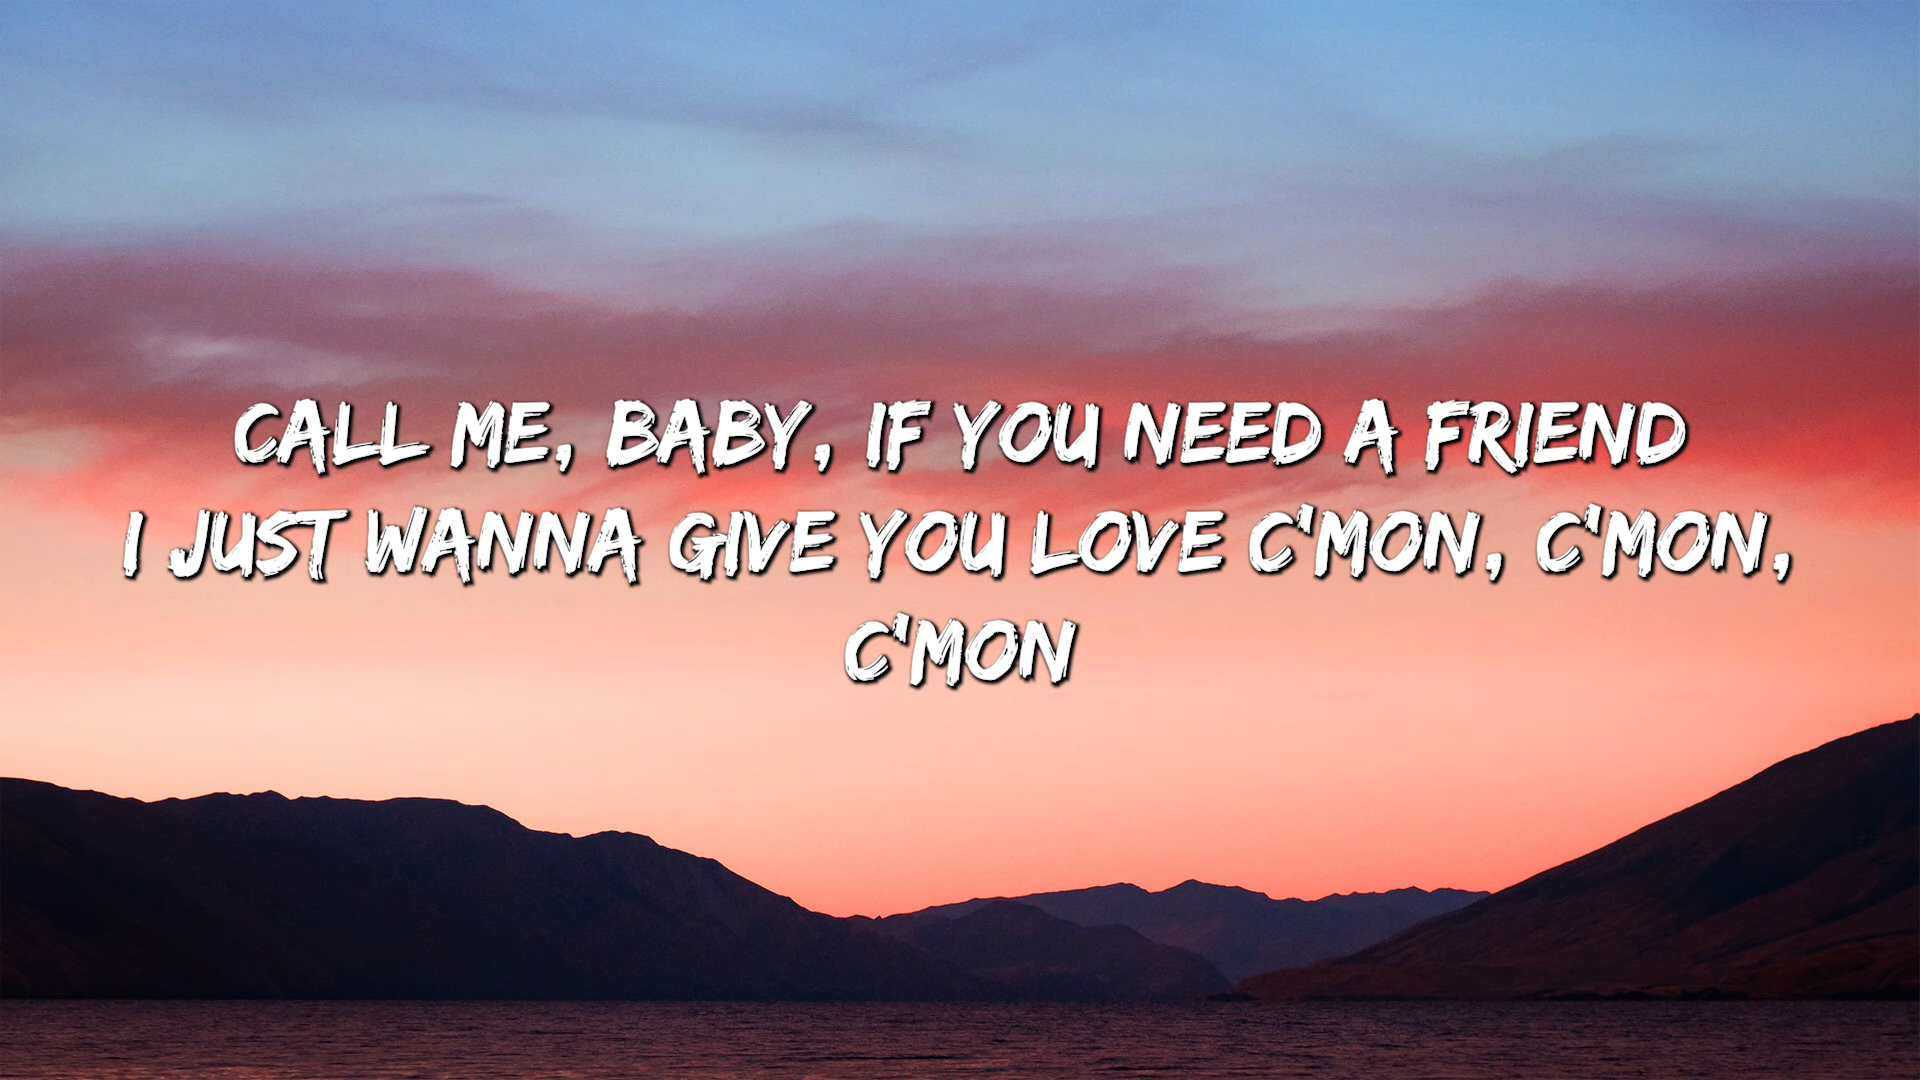 CALL ME, BABY, IF YOU NEED A FRIEND
I JUST WANNA GIVE YOU LOVE C'MON, C'MON,
C'MON